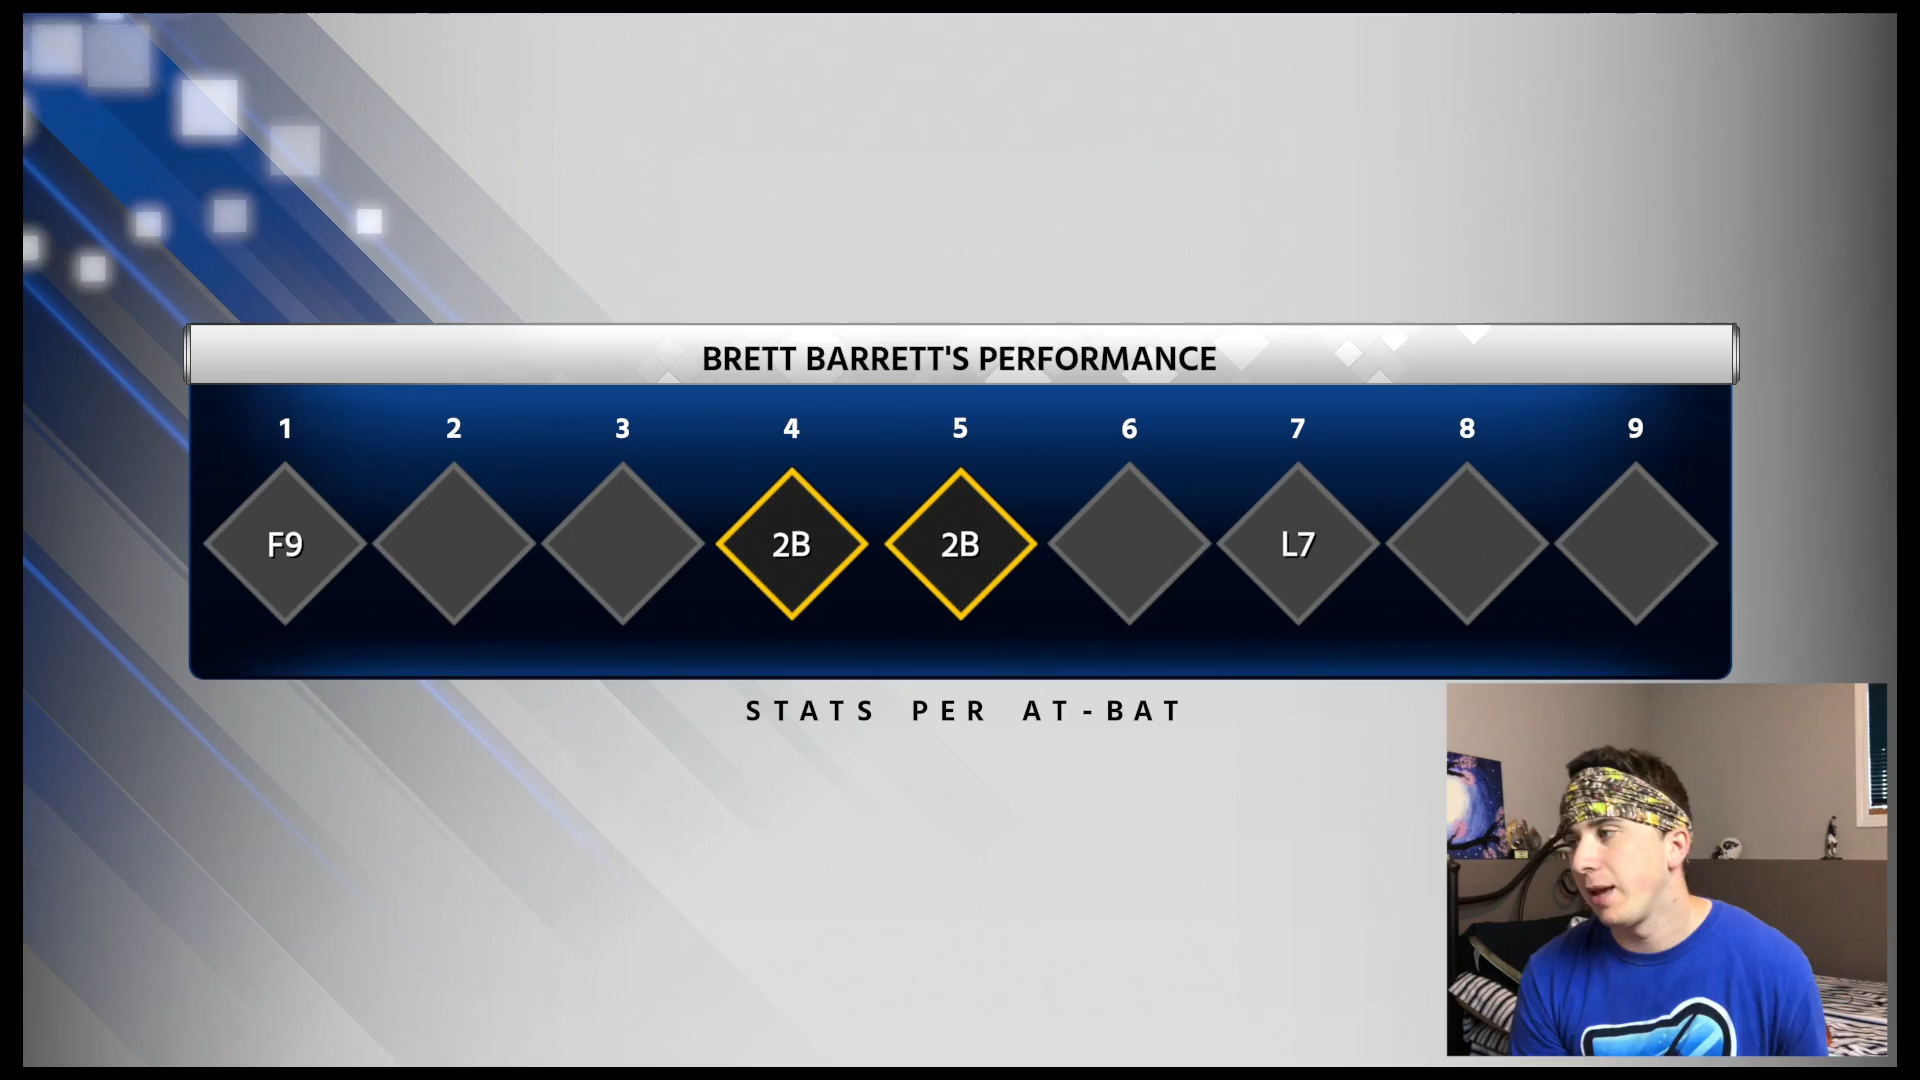 BRETT BARRETT'S PERFORMANCE
1 2 3 4 5 6 7 8 9
F9 2B 2B L7
STATS PER AT-BAT